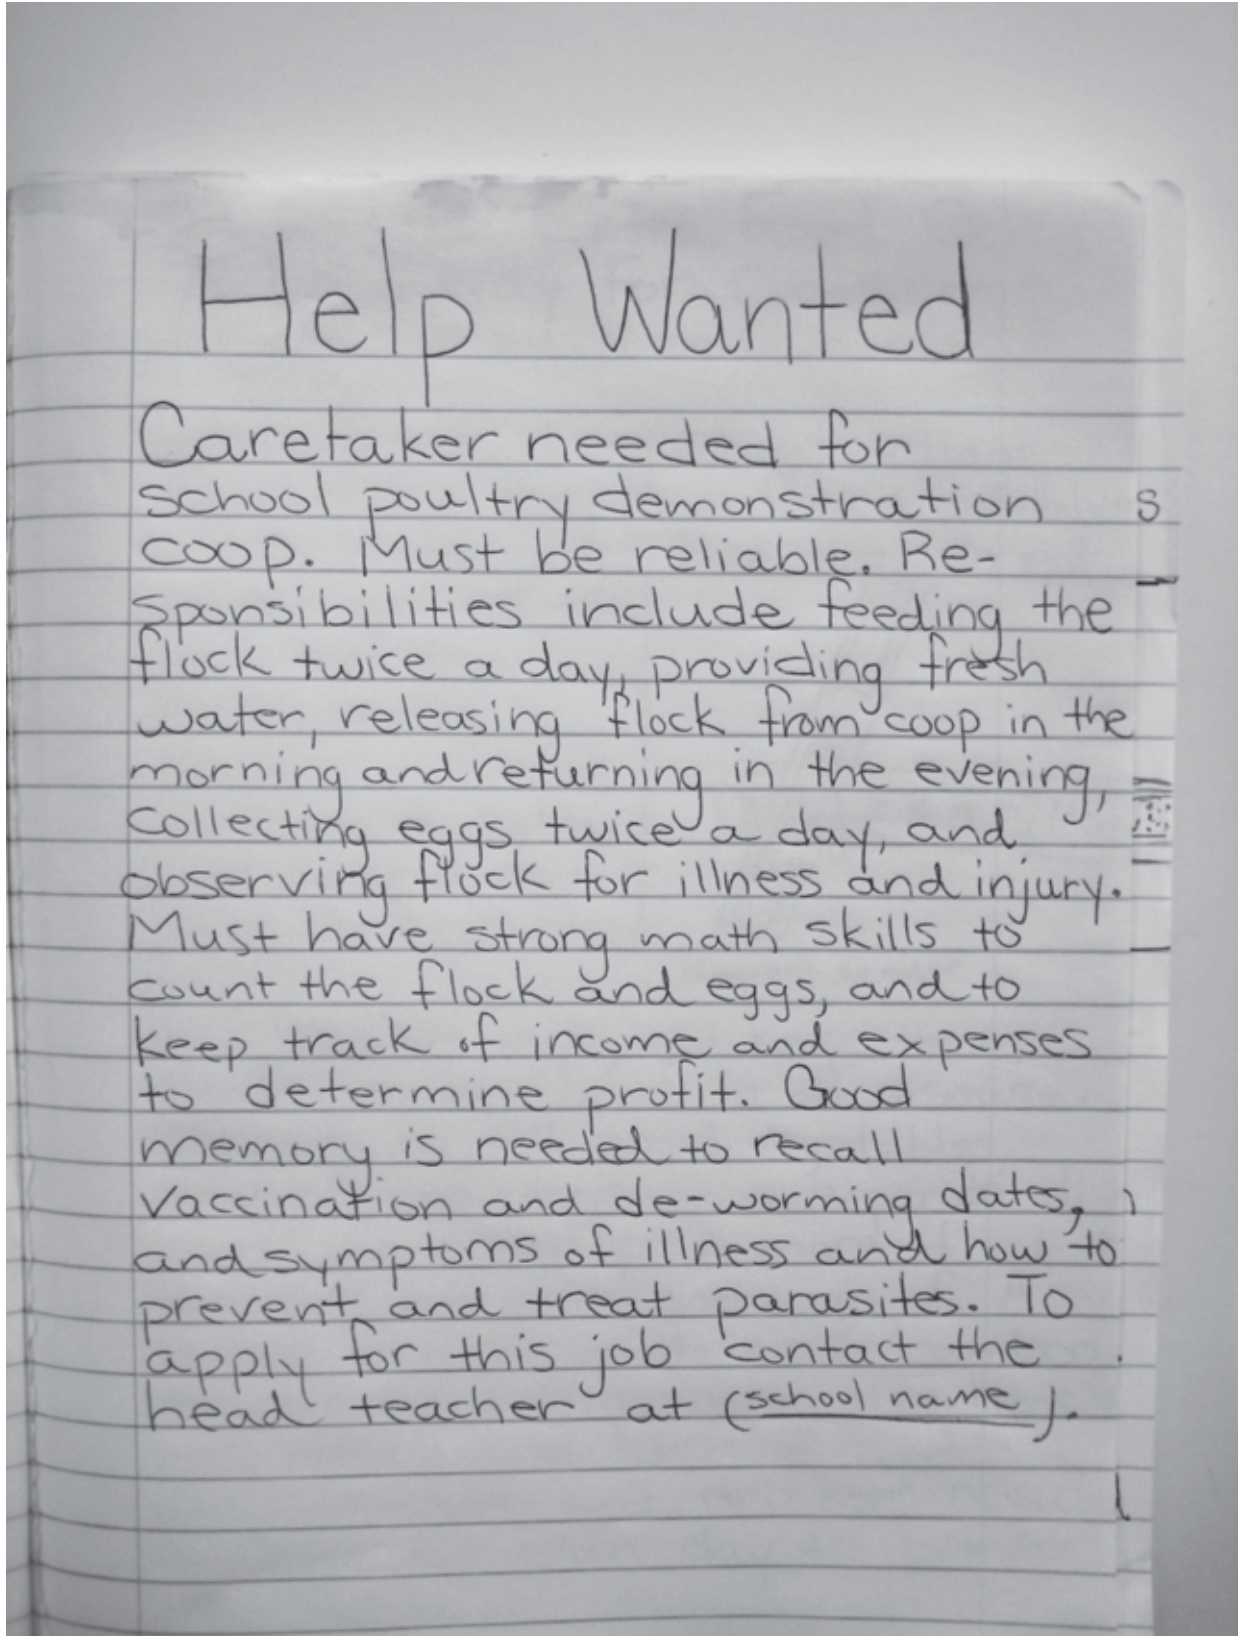 Help Wanted
Caretaker needed for
school poultry demonstration
coop. Must be reliable. Re-
sponsibilities include feeding the
flock twice a day, providing fresh
water, releasing flock from coop in the
morning and returning in the evening,
collecting eggs twice a day, and
observing flock for illness and injury.
Must have strong math skills to
count the flock and eggs, and to
keep track of income and expenses
to determine profit. Good
memory is needed to recall
vaccination and de-worming dates,
and symptoms of illness and how to
prevent and treat parasites. To
apply for this job contact the
head teacher at (school name).